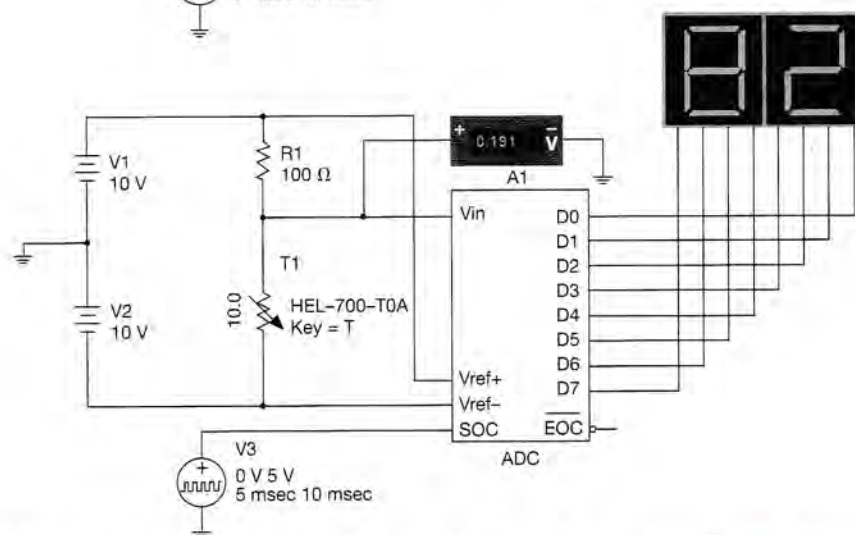 82
V1
10 V
R1
100 Ω
+ 0.191 V
A1
Vin
D0
D1
D2
D3
D4
D5
D6
D7
T1
10.0
HEL-700-T0A
Key = T
V2
10 V
Vref+
Vref-
SOC
EOC
ADC
V3
0 V 5 V
5 msec 10 msec